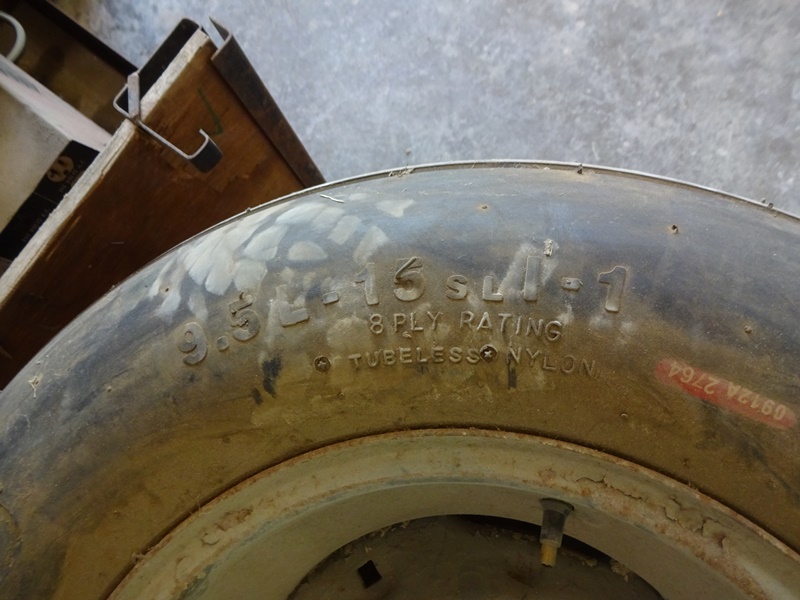 9.5L-15 SL I-1
8 PLY RATING
TUBELESS NYLON
0912A 2764